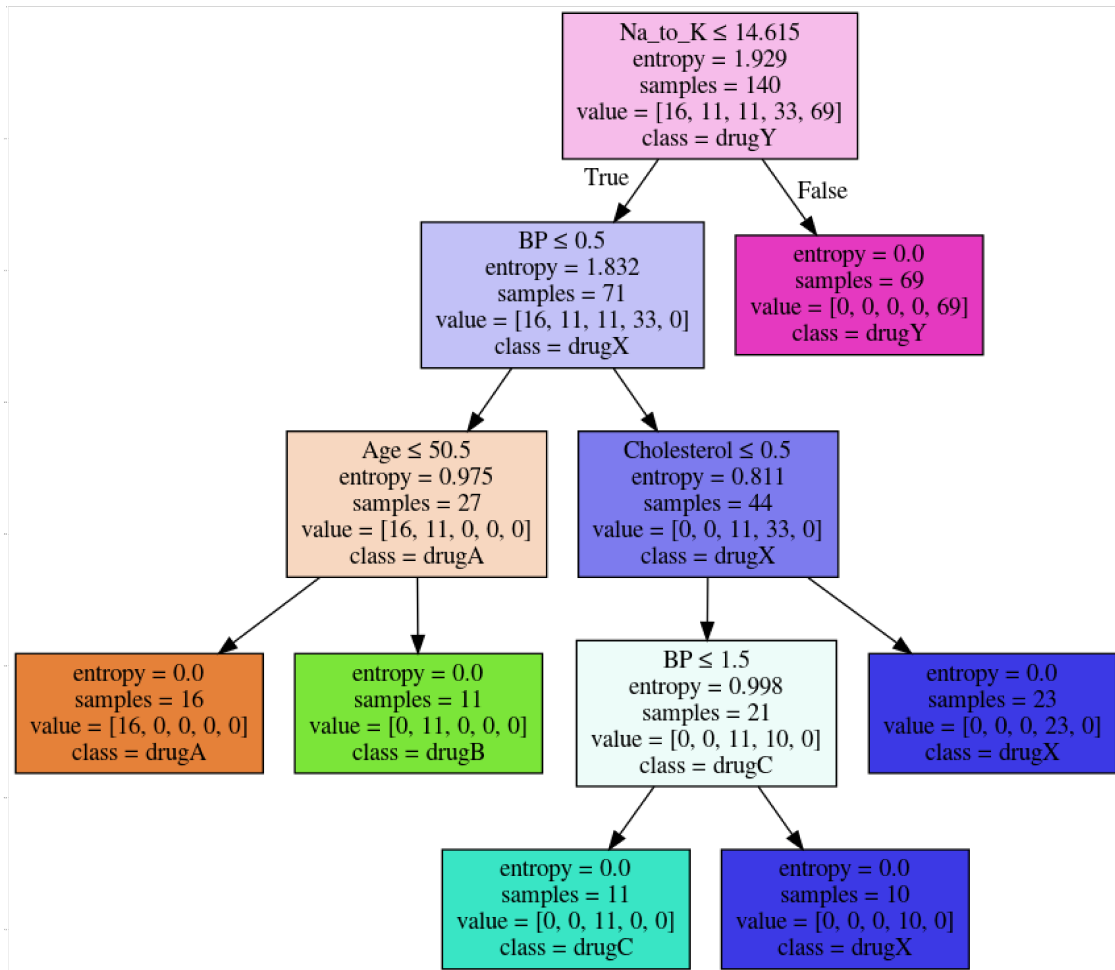 Na_to_K ≤ 14.615
entropy = 1.929
samples = 140
value = [16, 11, 11, 33, 69]
class = drugY
True
False
BP ≤ 0.5
entropy = 1.832
samples = 71
value = [16, 11, 11, 33, 0]
class = drugX
entropy = 0.0
samples = 69
value = [0, 0, 0, 0, 69]
class = drugY
Age ≤ 50.5
entropy = 0.975
samples = 27
value = [16, 11, 0, 0, 0]
class = drugA
Cholesterol ≤ 0.5
entropy = 0.811
samples = 44
value = [0, 0, 11, 33, 0]
class = drugX
entropy = 0.0
samples = 16
value = [16, 0, 0, 0, 0]
class = drugA
entropy = 0.0
samples = 11
value = [0, 11, 0, 0, 0]
class = drugB
BP ≤ 1.5
entropy = 0.998
samples = 21
value = [0, 0, 11, 10, 0]
class = drugC
entropy = 0.0
samples = 23
value = [0, 0, 0, 23, 0]
class = drugX
entropy = 0.0
samples = 11
value = [0, 0, 11, 0, 0]
class = drugC
entropy = 0.0
samples = 10
value = [0, 0, 0, 10, 0]
class = drugX